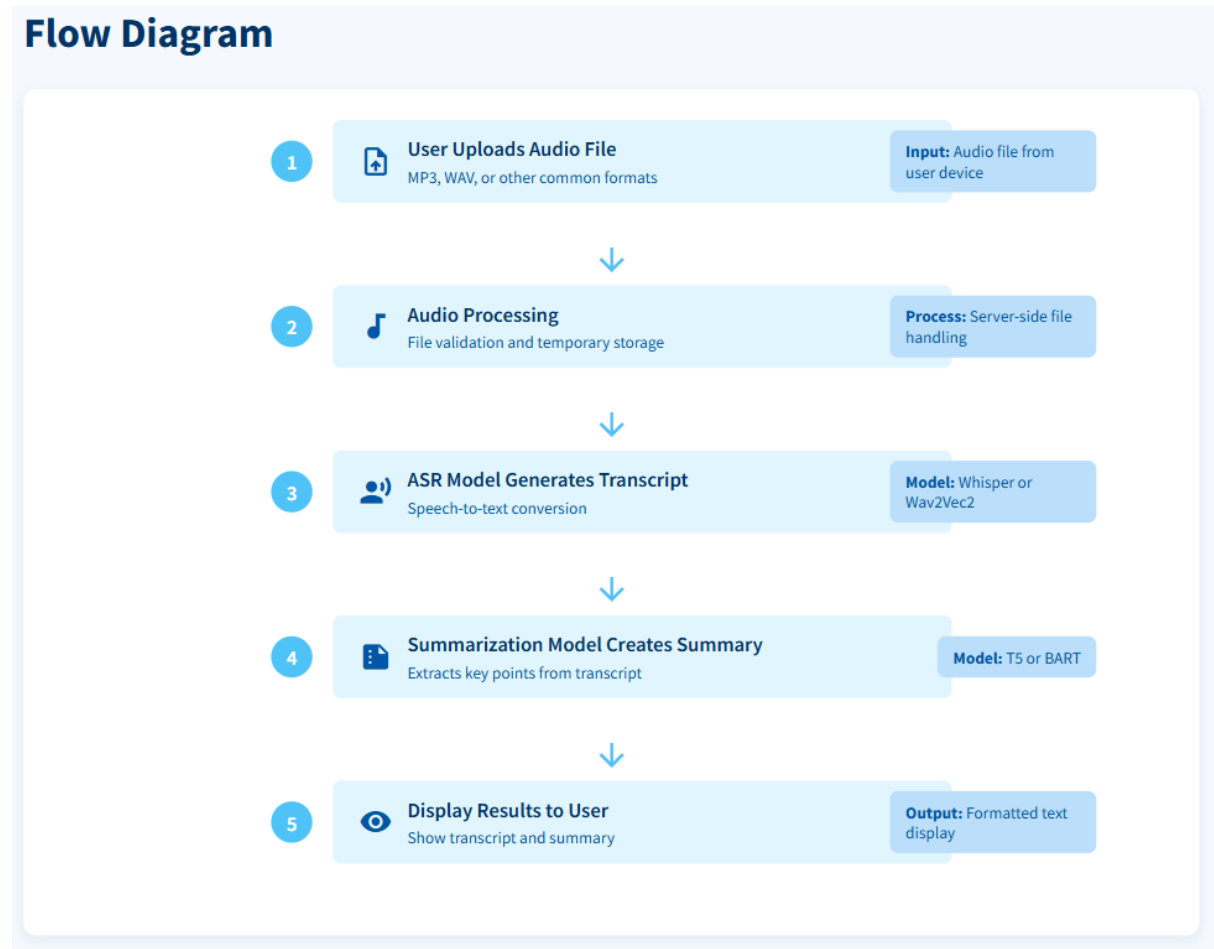 Flow Diagram
1
User Uploads Audio File
MP3, WAV, or other common formats
Input: Audio file from
user device
2
Audio Processing
File validation and temporary storage
Process: Server-side file
handling
3
ASR Model Generates Transcript
Speech-to-text conversion
Model: Whisper or
Wav2Vec2
4
Summarization Model Creates Summary
Extracts key points from transcript
Model: T5 or BART
5
Display Results to User
Show transcript and summary
Output: Formatted text
display